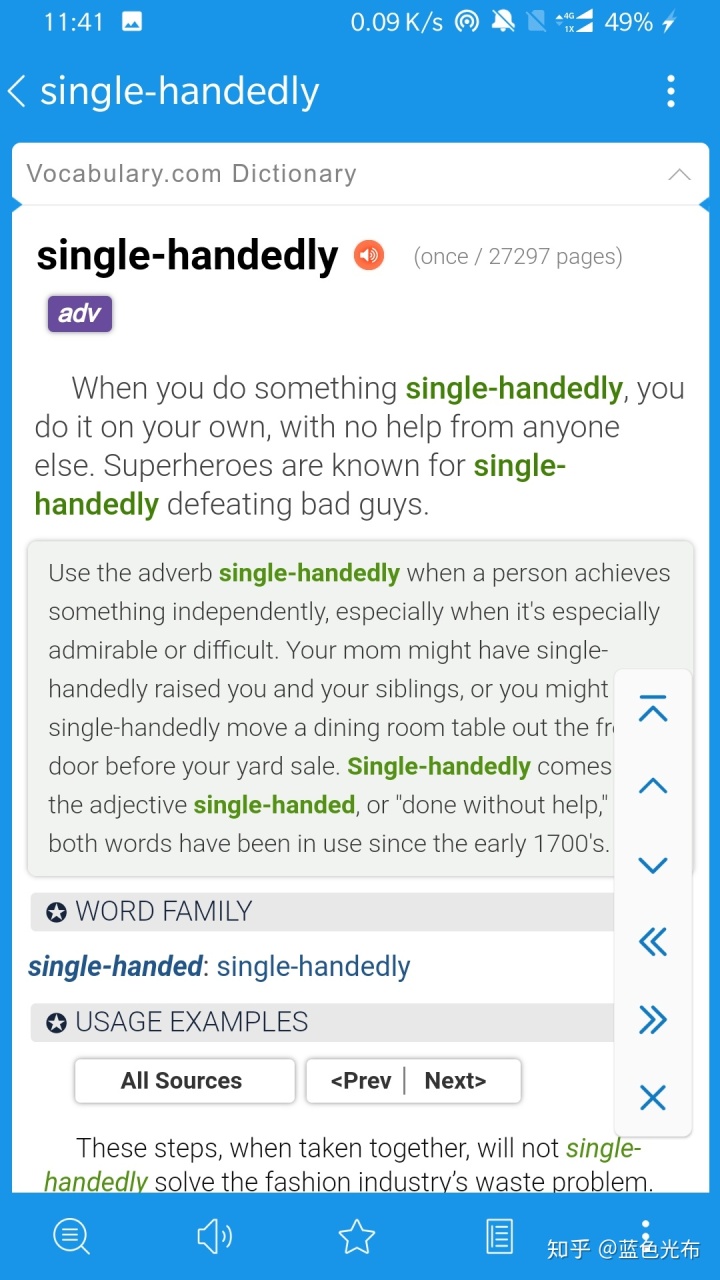 11:41
0.09 K/s
4G
1X
49%
single-handedly
Vocabulary.com Dictionary
single-handedly (once / 27297 pages)
adv
When you do something single-handedly, you
do it on your own, with no help from anyone
else. Superheroes are known for single-
handedly defeating bad guys.
Use the adverb single-handedly when a person achieves
something independently, especially when it's especially
admirable or difficult. Your mom might have single-
handedly raised you and your siblings, or you might
single-handedly move a dining room table out the
door before your yard sale. Single-handedly comes
the adjective single-handed, or "done without help,"
both words have been in use since the early 1700's.
WORD FAMILY
single-handed: single-handedly
USAGE EXAMPLES
All Sources <Prev | Next>
These steps, when taken together, will not single-
handedly solve the fashion industry's waste problem.
知乎 @蓝色光布